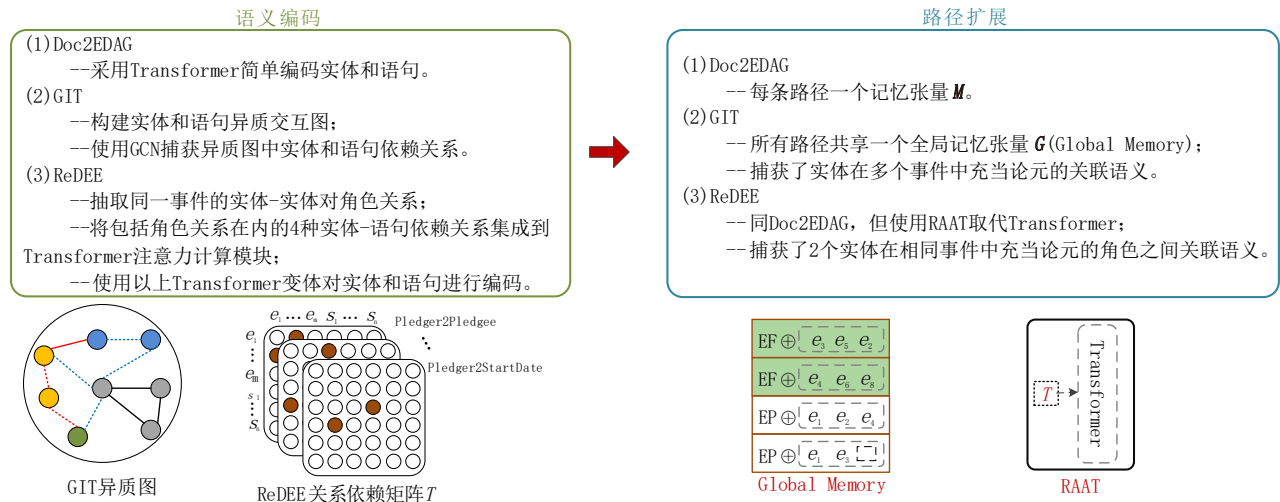 语义编码
(1)Doc2EDAG
--采用Transformer简单编码实体和语句。
(2)GIT
--构建实体和语句异质交互图；
--使用GCN捕获异质图中实体和语句依赖关系。
(3)ReDEE
--抽取同一事件的实体-实体对角色关系；
--将包括角色关系在内的4种实体-语句依赖关系集成到
Transformer注意力计算模块；
--使用以上Transformer变体对实体和语句进行编码。
路径扩展
(1)Doc2EDAG
--每条路径一个记忆张量M。
(2)GIT
--所有路径共享一个全局记忆张量G(Global Memory)；
--捕获了实体在多个事件中充当论元的关联语义。
(3)ReDEE
--同Doc2EDAG，但使用RAAT取代Transformer；
--捕获了2个实体在相同事件中充当论元的角色之间关联语义。
GIT异质图
e₁ … eₘ s₁ … sₙ
e₁
⋮
eₘ
s₁
⋮
sₙ
Pledger2Pledgee
⋱
Pledger2StartDate
ReDEE关系依赖矩阵T
EF⊕ e₃ e₅ e₂
EF⊕ e₄ e₆ e₈
EP⊕ e₁ e₂ e₄
EP⊕ e₁ e₃
Global Memory
T
Transformer
RAAT